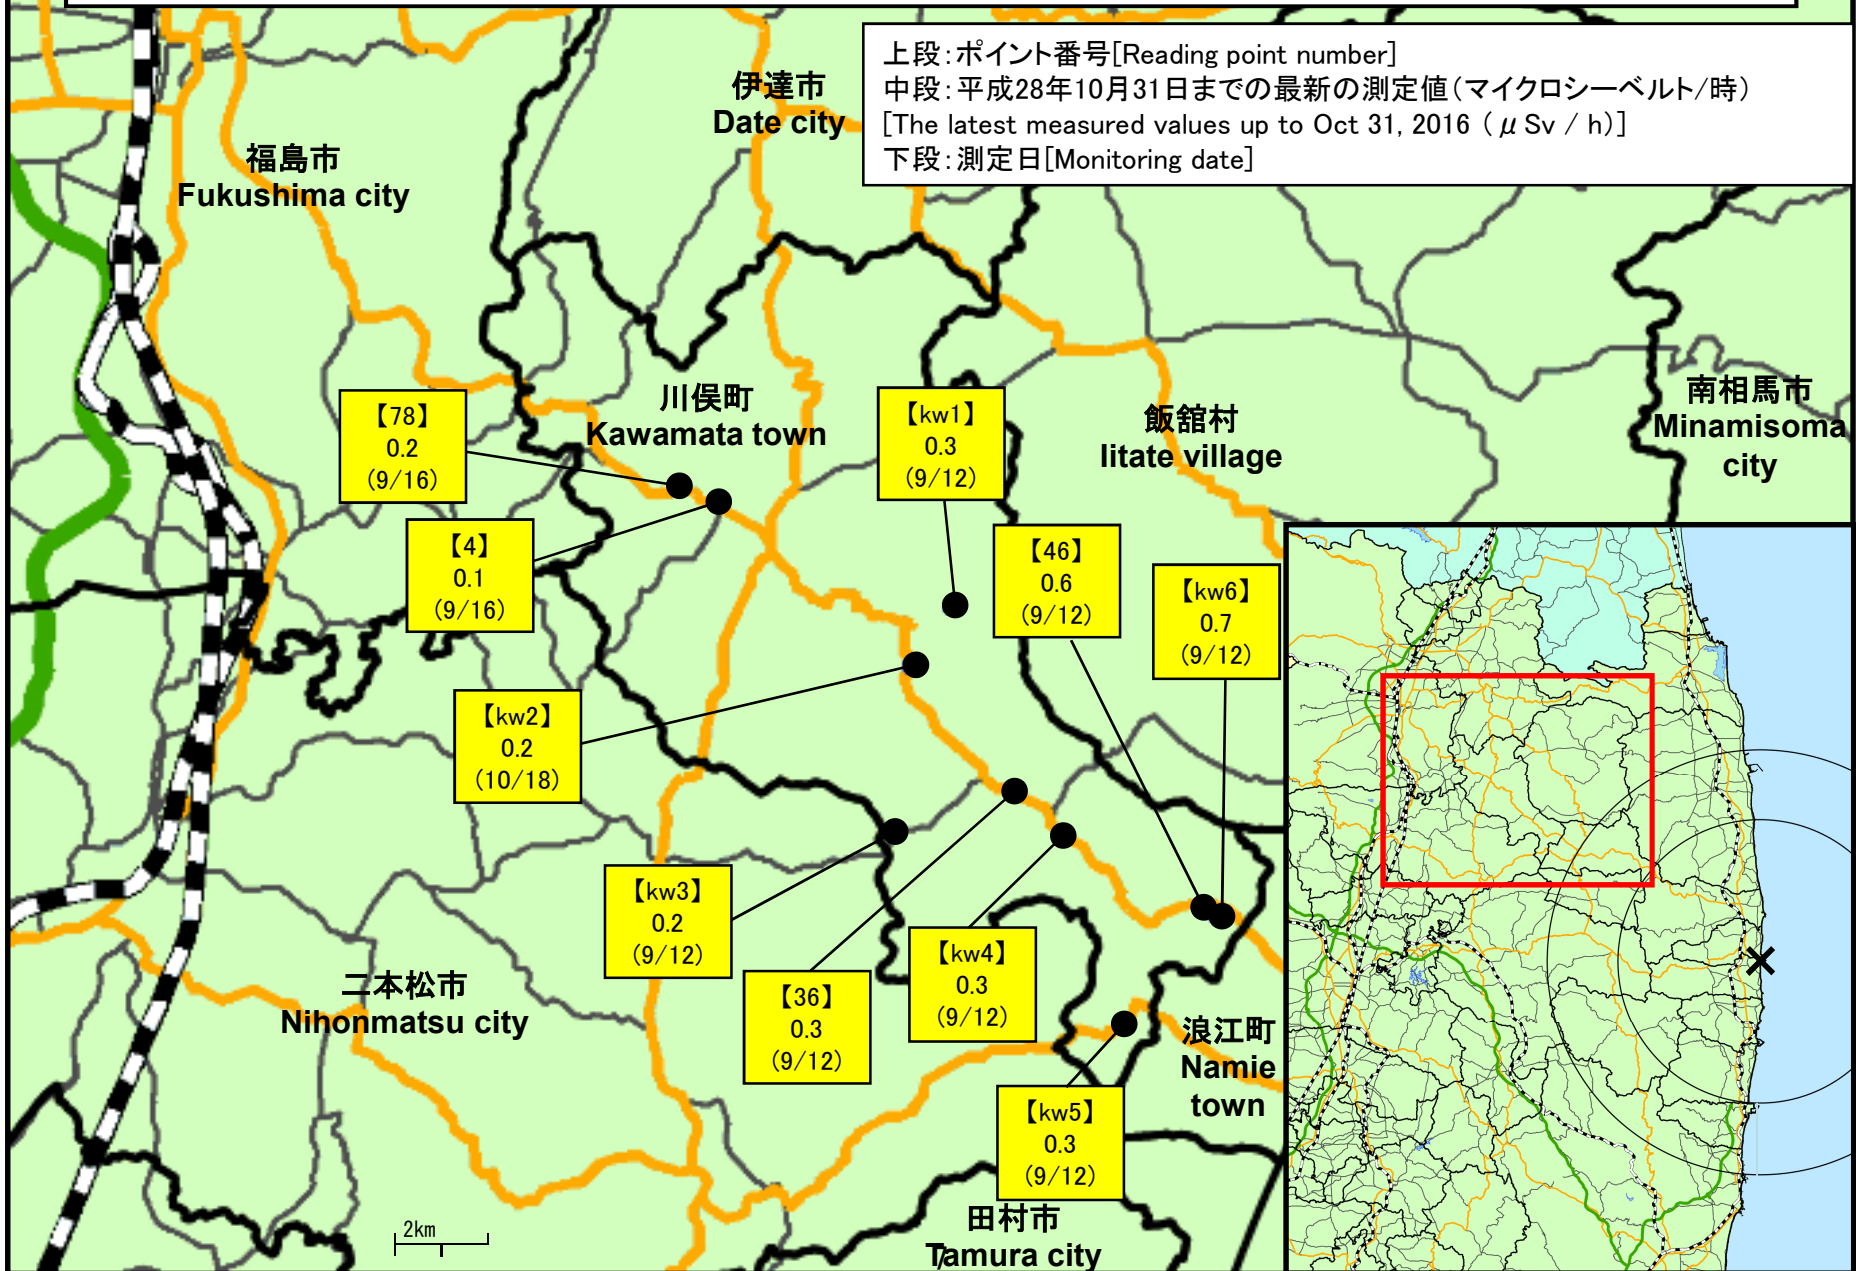 上段:ポイント番号[Reading point number]
中段:平成28年10月31日までの最新の測定値(マイクロシーベルト/時)
[The latest measured values up to Oct 31, 2016 (μSv / h)]
下段:測定日[Monitoring date]
伊達市
Date city
福島市
Fukushima city
川俣町
Kawamata town
飯舘村
Iitate village
南相馬市
Minamisoma
city
【78】
0.2
(9/16)
【kw1】
0.3
(9/12)
【4】
0.1
(9/16)
【46】
0.6
(9/12)
【kw6】
0.7
(9/12)
【kw2】
0.2
(10/18)
【kw3】
0.2
(9/12)
【36】
0.3
(9/12)
【kw4】
0.3
(9/12)
二本松市
Nihonmatsu city
浪江町
Namie
town
【kw5】
0.3
(9/12)
田村市
Tamura city
2km